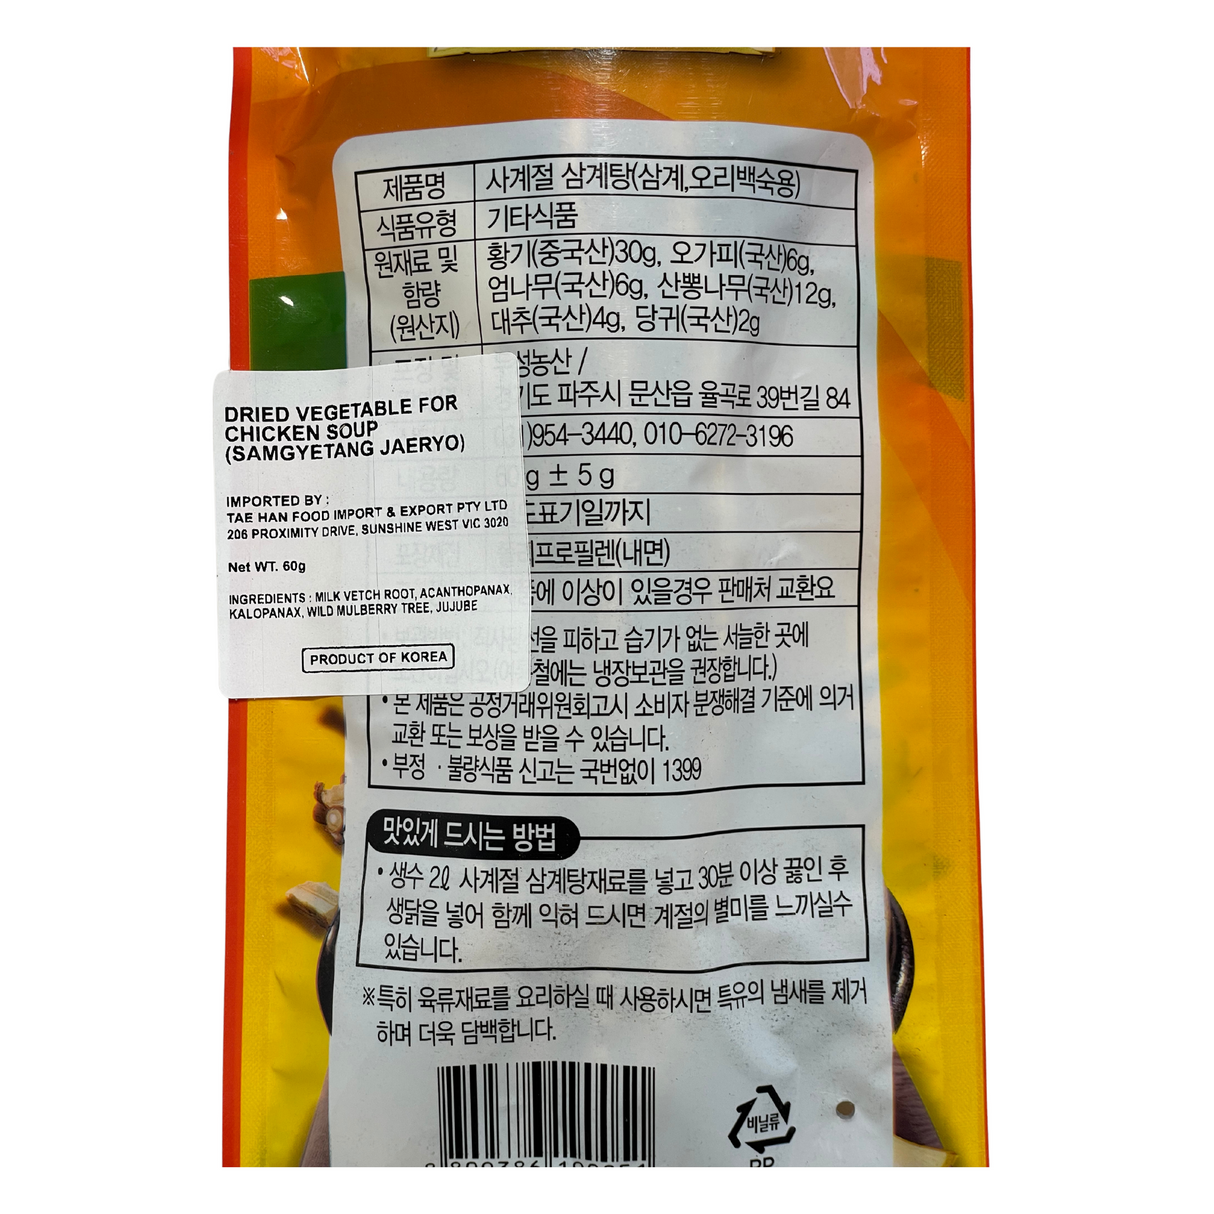 제품명 사계절 삼계탕(삼계,오리백숙용)
식품유형 기타식품
원재료 및 함량 (원산지)
황기(중국산)30g, 오가피(국산)6g,
엄나무(국산)6g, 산뽕나무(국산)12g,
대추(국산)4g, 당귀(국산)2g
성농산 /
기도 파주시 문산읍 율곡로 39번길 84
)954-3440, 010-6272-3196
내용량 60g ± 5g
표기일까지
프로필렌(내면)
에 이상이 있을경우 판매처 교환요
선을 피하고 습기가 없는 서늘한 곳에
철에는 냉장보관을 권장합니다.)
• 본 제품은 공정거래위원회고시 소비자 분쟁해결 기준에 의거
교환 또는 보상을 받을 수 있습니다.
• 부정 · 불량식품 신고는 국번없이 1399
DRIED VEGETABLE FOR
CHICKEN SOUP
(SAMGYETANG JAERYO)
IMPORTED BY :
TAE HAN FOOD IMPORT & EXPORT PTY LTD
206 PROXIMITY DRIVE, SUNSHINE WEST VIC 3020
Net WT. 60g
INGREDIENTS : MILK VETCH ROOT, ACANTHOPANAX,
KALOPANAX, WILD MULBERRY TREE, JUJUBE
PRODUCT OF KOREA
맛있게 드시는 방법
• 생수 2ℓ 사계절 삼계탕재료를 넣고 30분 이상 끓인 후
생닭을 넣어 함께 익혀 드시면 계절의 별미를 느끼실수
있습니다.
※특히 육류재료를 요리하실 때 사용하시면 특유의 냄새를 제거
하며 더욱 담백합니다.
비닐류
PP